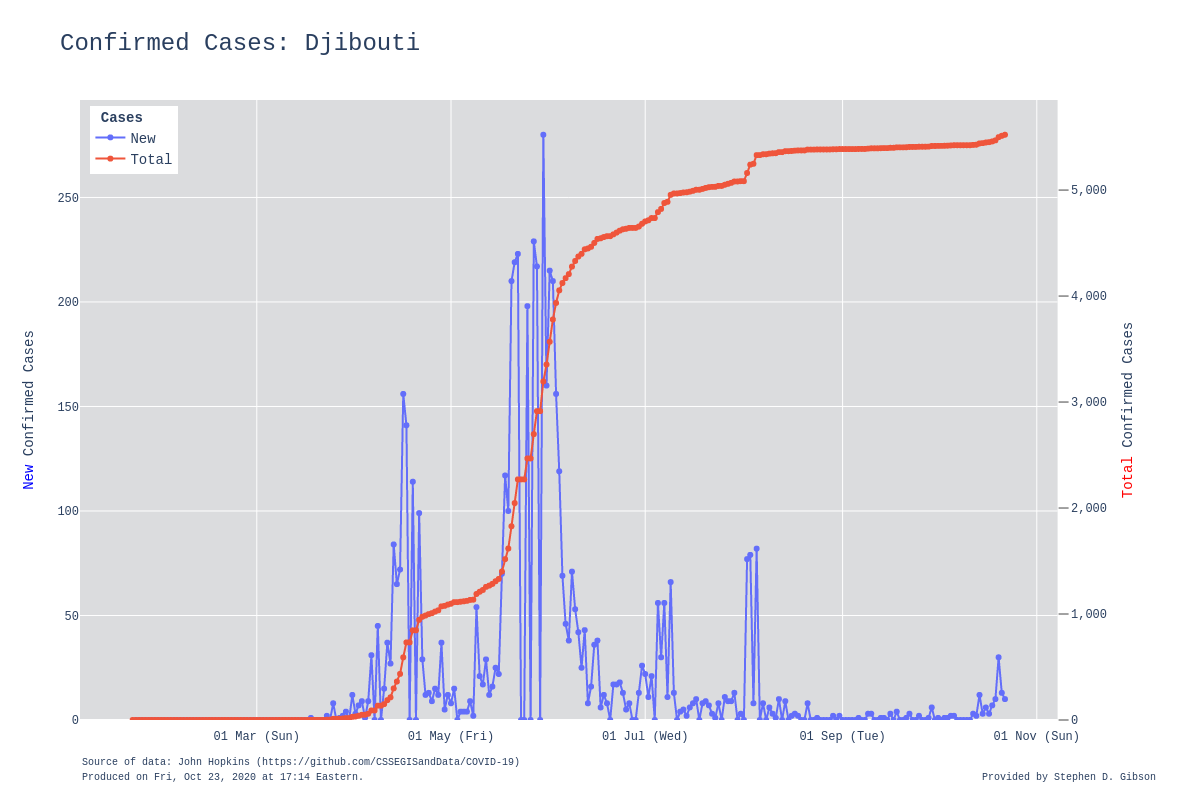 Confirmed Cases: Djibouti
Cases
New
Total
250
200
150
100
50
0
5,000
4,000
3,000
2,000
1,000
0
New Confirmed Cases
Total Confirmed Cases
01 Mar (Sun) 01 May (Fri) 01 Jul (Wed) 01 Sep (Tue) 01 Nov (Sun)
Source of data: John Hopkins (https://github.com/CSSEGISandData/COVID-19)
Produced on Fri, Oct 23, 2020 at 17:14 Eastern.
Provided by Stephen D. Gibson